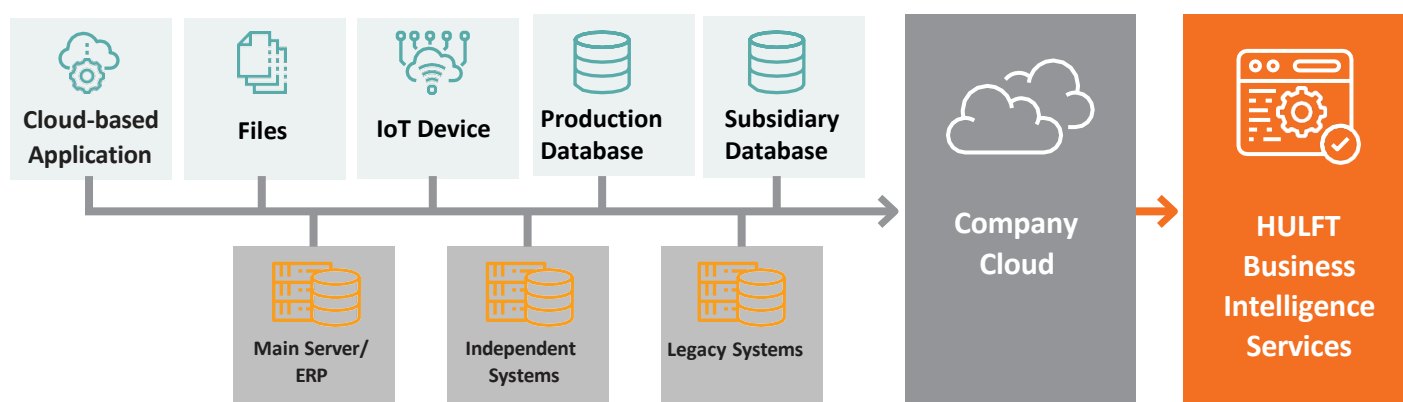 Cloud-based
Application
Files
IoT Device
Production
Database
Subsidiary
Database
Main Server/
ERP
Independent
Systems
Legacy Systems
Company
Cloud
HULFT
Business
Intelligence
Services